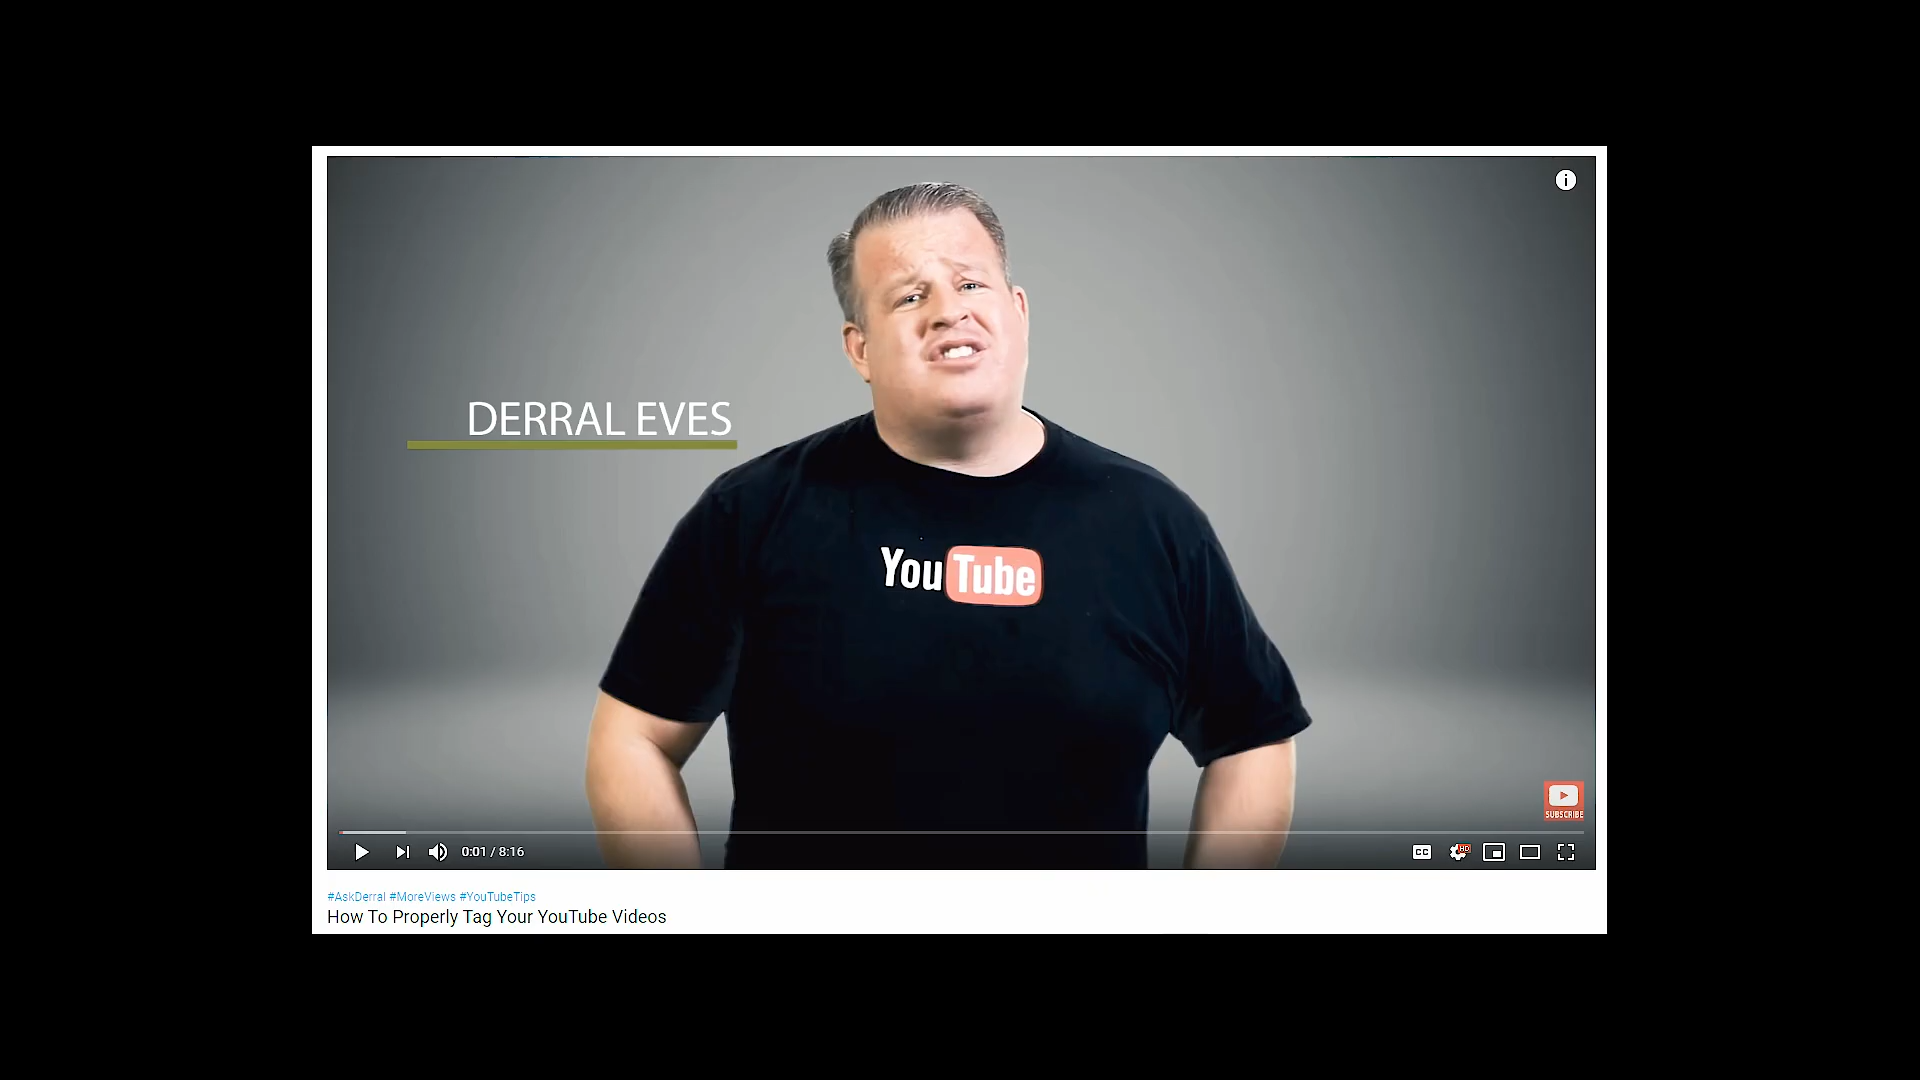 DERRAL EVES
YouTube
SUBSCRIBE
0:01 / 8:16
CC
HD
#AskDerral #MoreViews #YouTubeTips
How To Properly Tag Your YouTube Videos